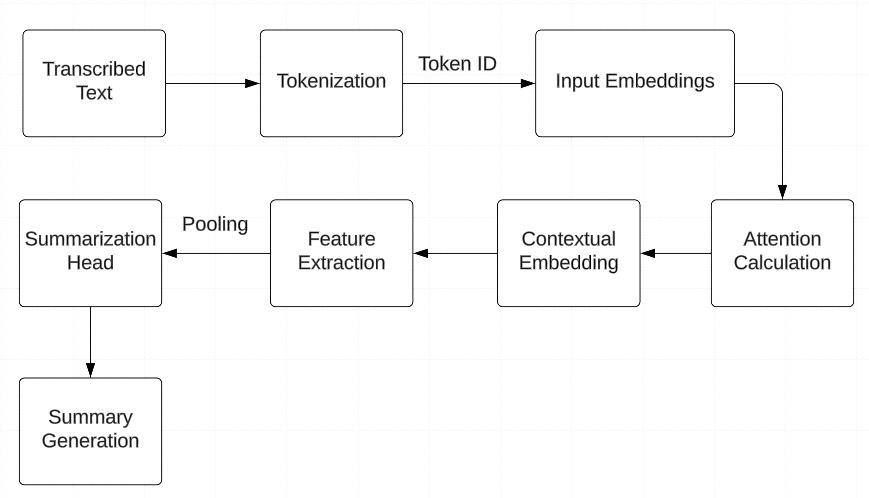 Transcribed
Text
Tokenization
Token ID
Input Embeddings
Attention
Calculation
Contextual
Embedding
Feature
Extraction
Pooling
Summarization
Head
Summary
Generation